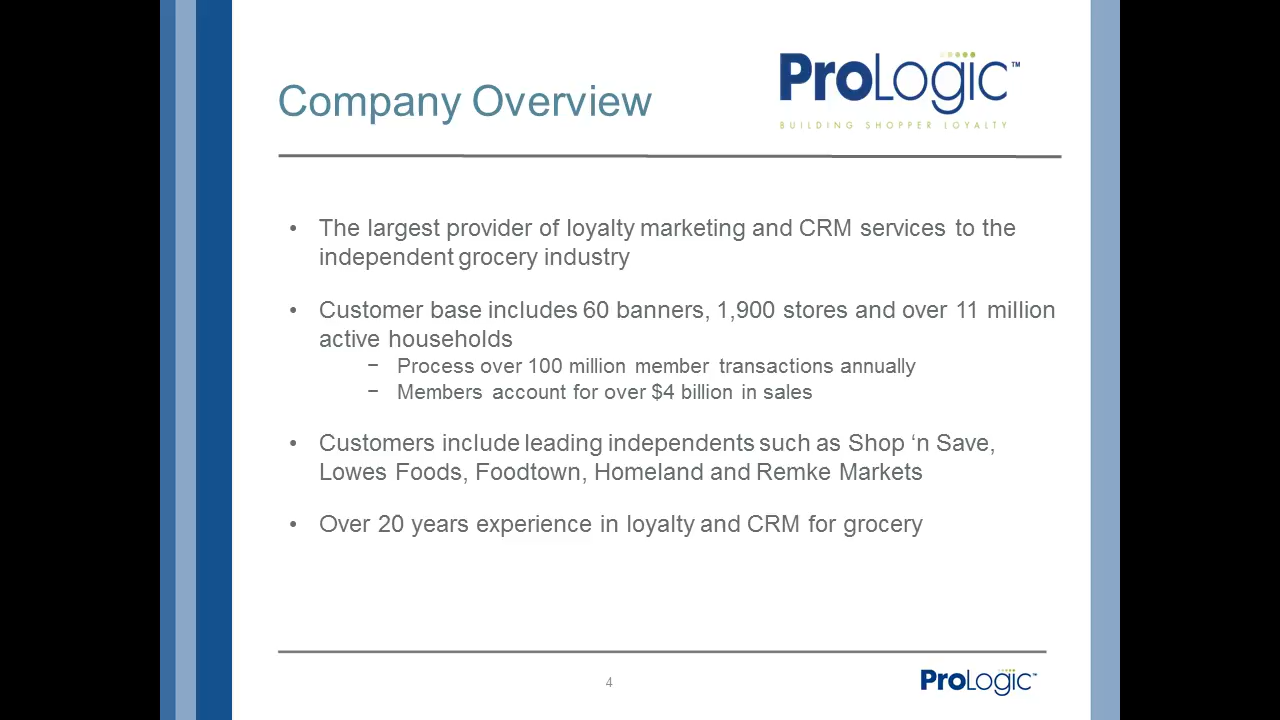 Company Overview
ProLogic™
BUILDING SHOPPER LOYALTY
• The largest provider of loyalty marketing and CRM services to the
independent grocery industry
• Customer base includes 60 banners, 1,900 stores and over 11 million
active households
− Process over 100 million member transactions annually
− Members account for over $4 billion in sales
• Customers include leading independents such as Shop ‘n Save,
Lowes Foods, Foodtown, Homeland and Remke Markets
• Over 20 years experience in loyalty and CRM for grocery
4
ProLogic™